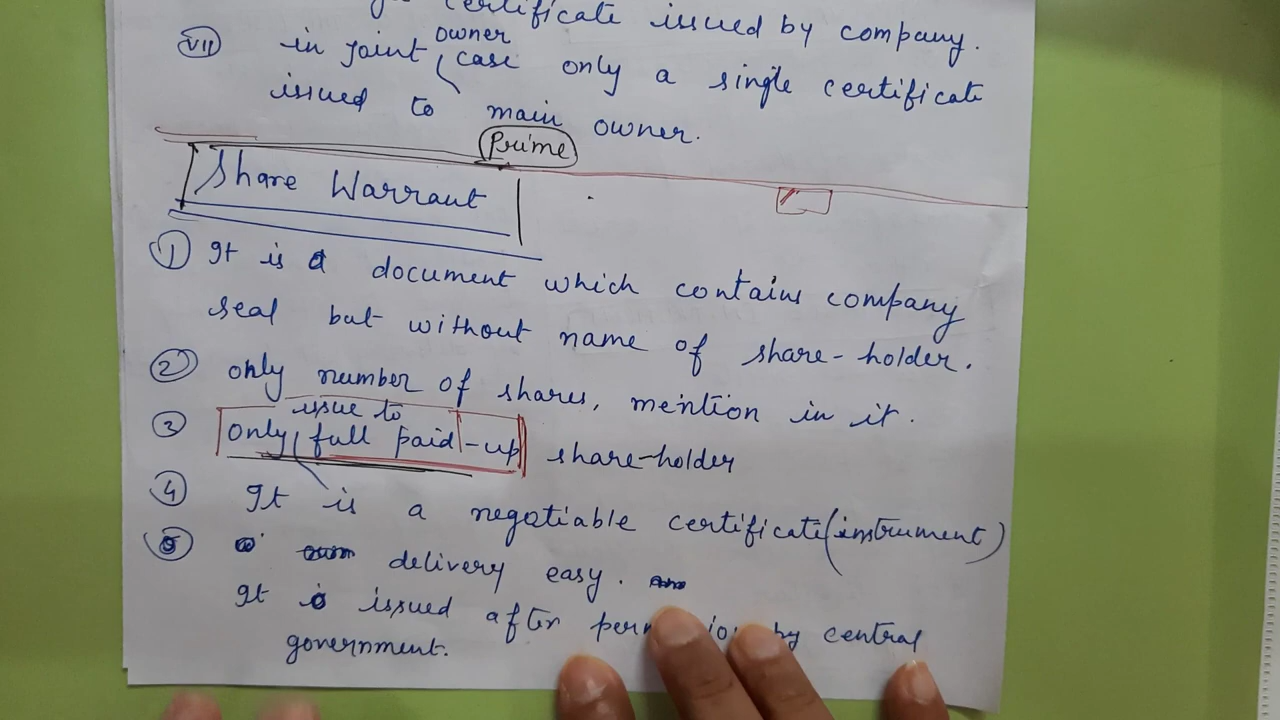 certificate issued by company.
VII in joint owner case only a single certificate
issued to main owner.
Prime
Share Warrant
1 It is a document which contains company
seal but without name of share-holder.
2 only number of shares, mention in it.
3 only issue to full paid-up share-holder
4 It is a negotiable certificate (instrument)
5 delivery easy.
It is issued after by central
government.